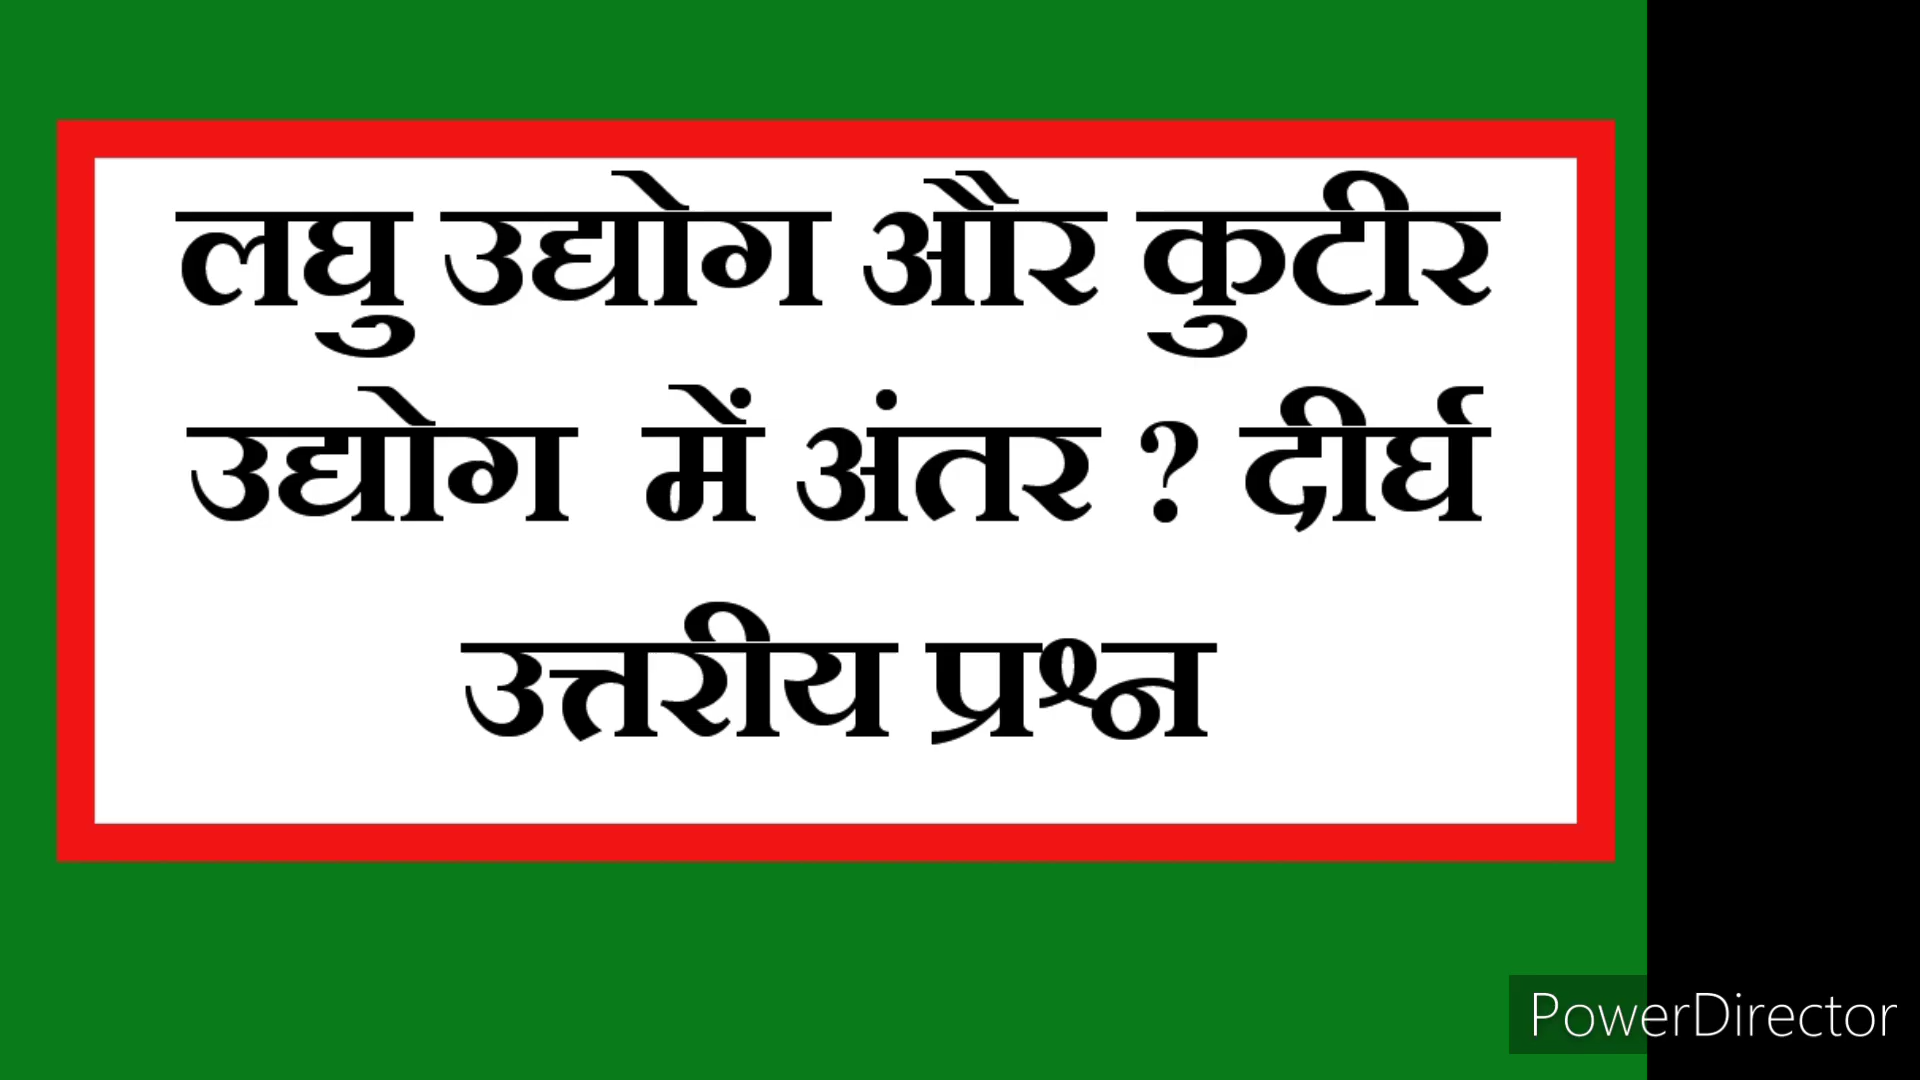 लघु उद्योग और कुटीर
उद्योग में अंतर ? दीर्घ
उत्तरीय प्रश्न
PowerDirector